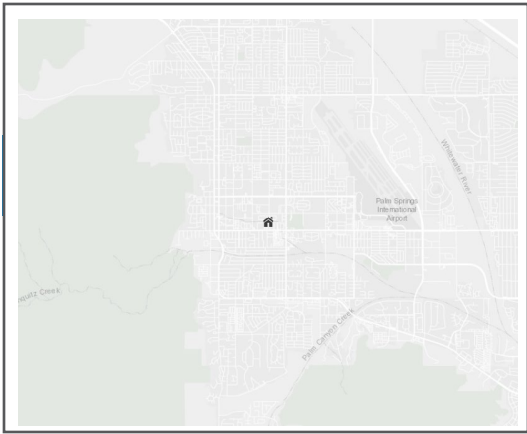 Whitewater River
Palm Springs
International
Airport
Creek
Palm Canyon Creek